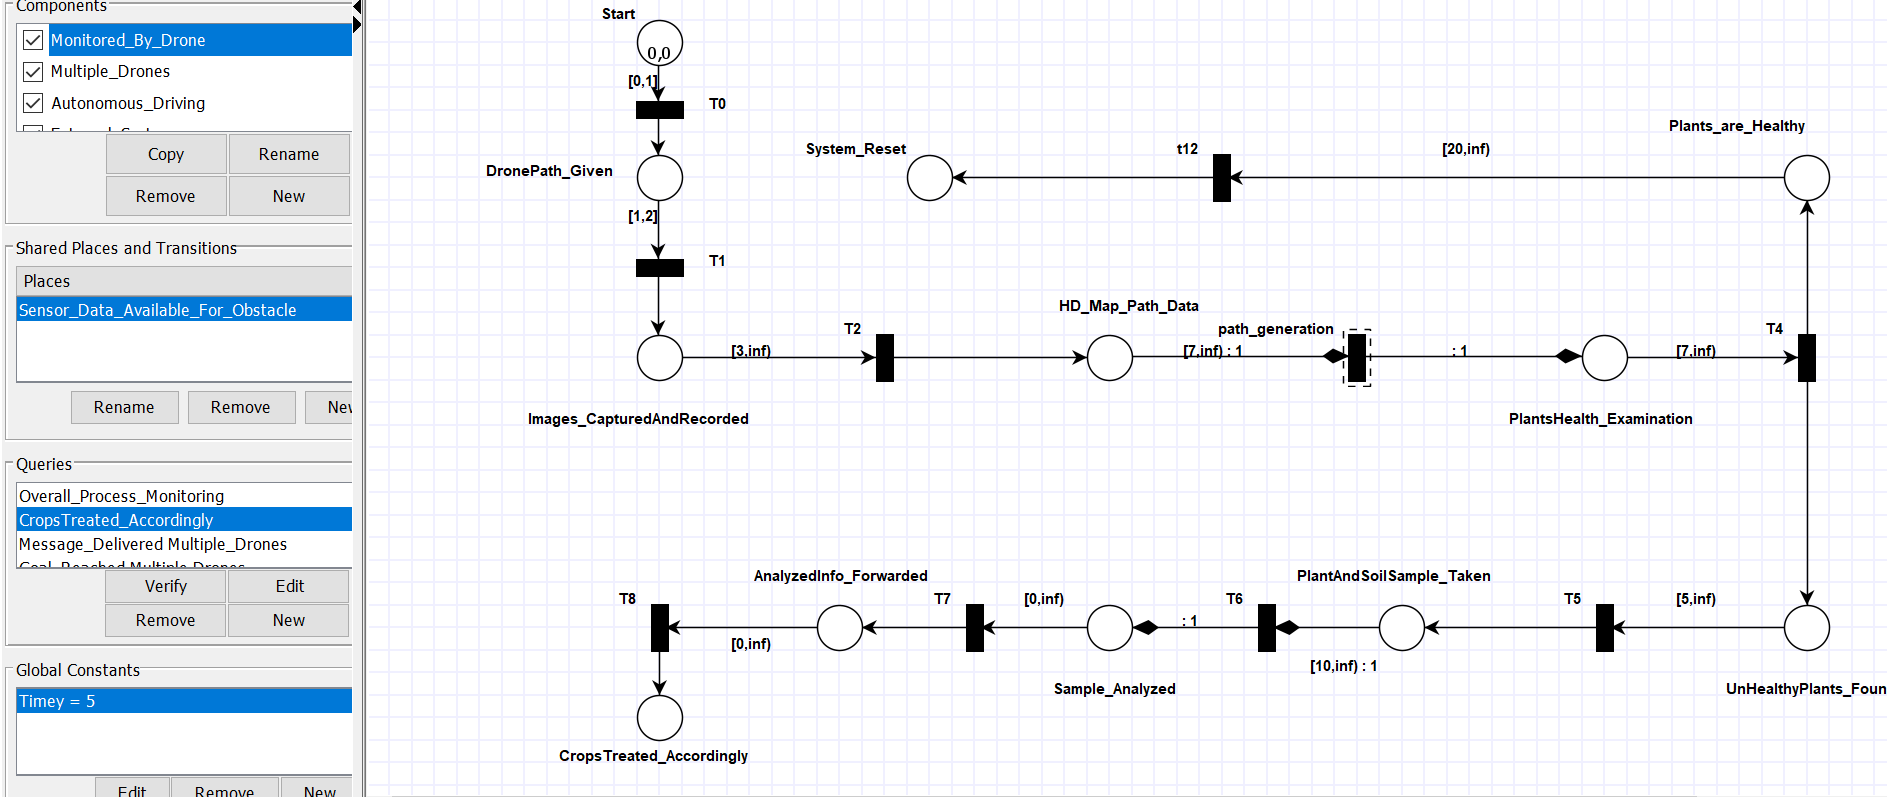 Components
Monitored_By_Drone
Multiple_Drones
Autonomous_Driving
Copy
Rename
Remove
New
Shared Places and Transitions
Places
Sensor_Data_Available_For_Obstacle
Rename
Remove
Queries
Overall_Process_Monitoring
CropsTreated_Accordingly
Message_Delivered Multiple_Drones
Verify
Edit
Remove
New
Global Constants
Timey = 5
Edit
Remove
New
Start
0,0
[0,1]
T0
DronePath_Given
[1,2]
T1
System_Reset
t12
[20,inf)
Plants_are_Healthy
Images_CapturedAndRecorded
[3,inf)
T2
HD_Map_Path_Data
[7,inf) : 1
path_generation
: 1
PlantsHealth_Examination
[7,inf)
T4
T8
[0,inf)
AnalyzedInfo_Forwarded
T7
[0,inf)
Sample_Analyzed
: 1
T6
[10,inf) : 1
PlantAndSoilSample_Taken
T5
[5,inf)
UnHealthyPlants_Foun
CropsTreated_Accordingly